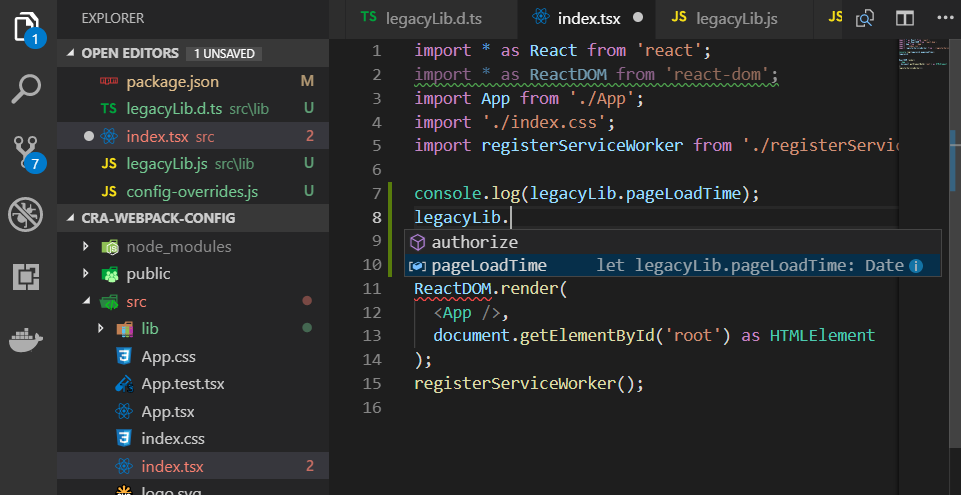 EXPLORER
1
OPEN EDITORS 1 UNSAVED
package.json M
TS legacyLib.d.ts src\lib U
index.tsx src 2
JS legacyLib.js src\lib U
JS config-overrides.js U
7
CRA-WEBPACK-CONFIG
node_modules
public
src
lib
App.css
App.test.tsx
App.tsx
index.css
index.tsx 2
logo.svg
TS legacyLib.d.ts index.tsx JS legacyLib.js JS
1 import * as React from 'react';
2 import * as ReactDOM from 'react-dom';
3 import App from './App';
4 import './index.css';
5 import registerServiceWorker from './registerServic
6
7 console.log(legacyLib.pageLoadTime);
8 legacyLib.
9 authorize
10 pageLoadTime let legacyLib.pageLoadTime: Date
11 ReactDOM.render(
12 <App />,
13 document.getElementById('root') as HTMLElement
14 );
15 registerServiceWorker();
16